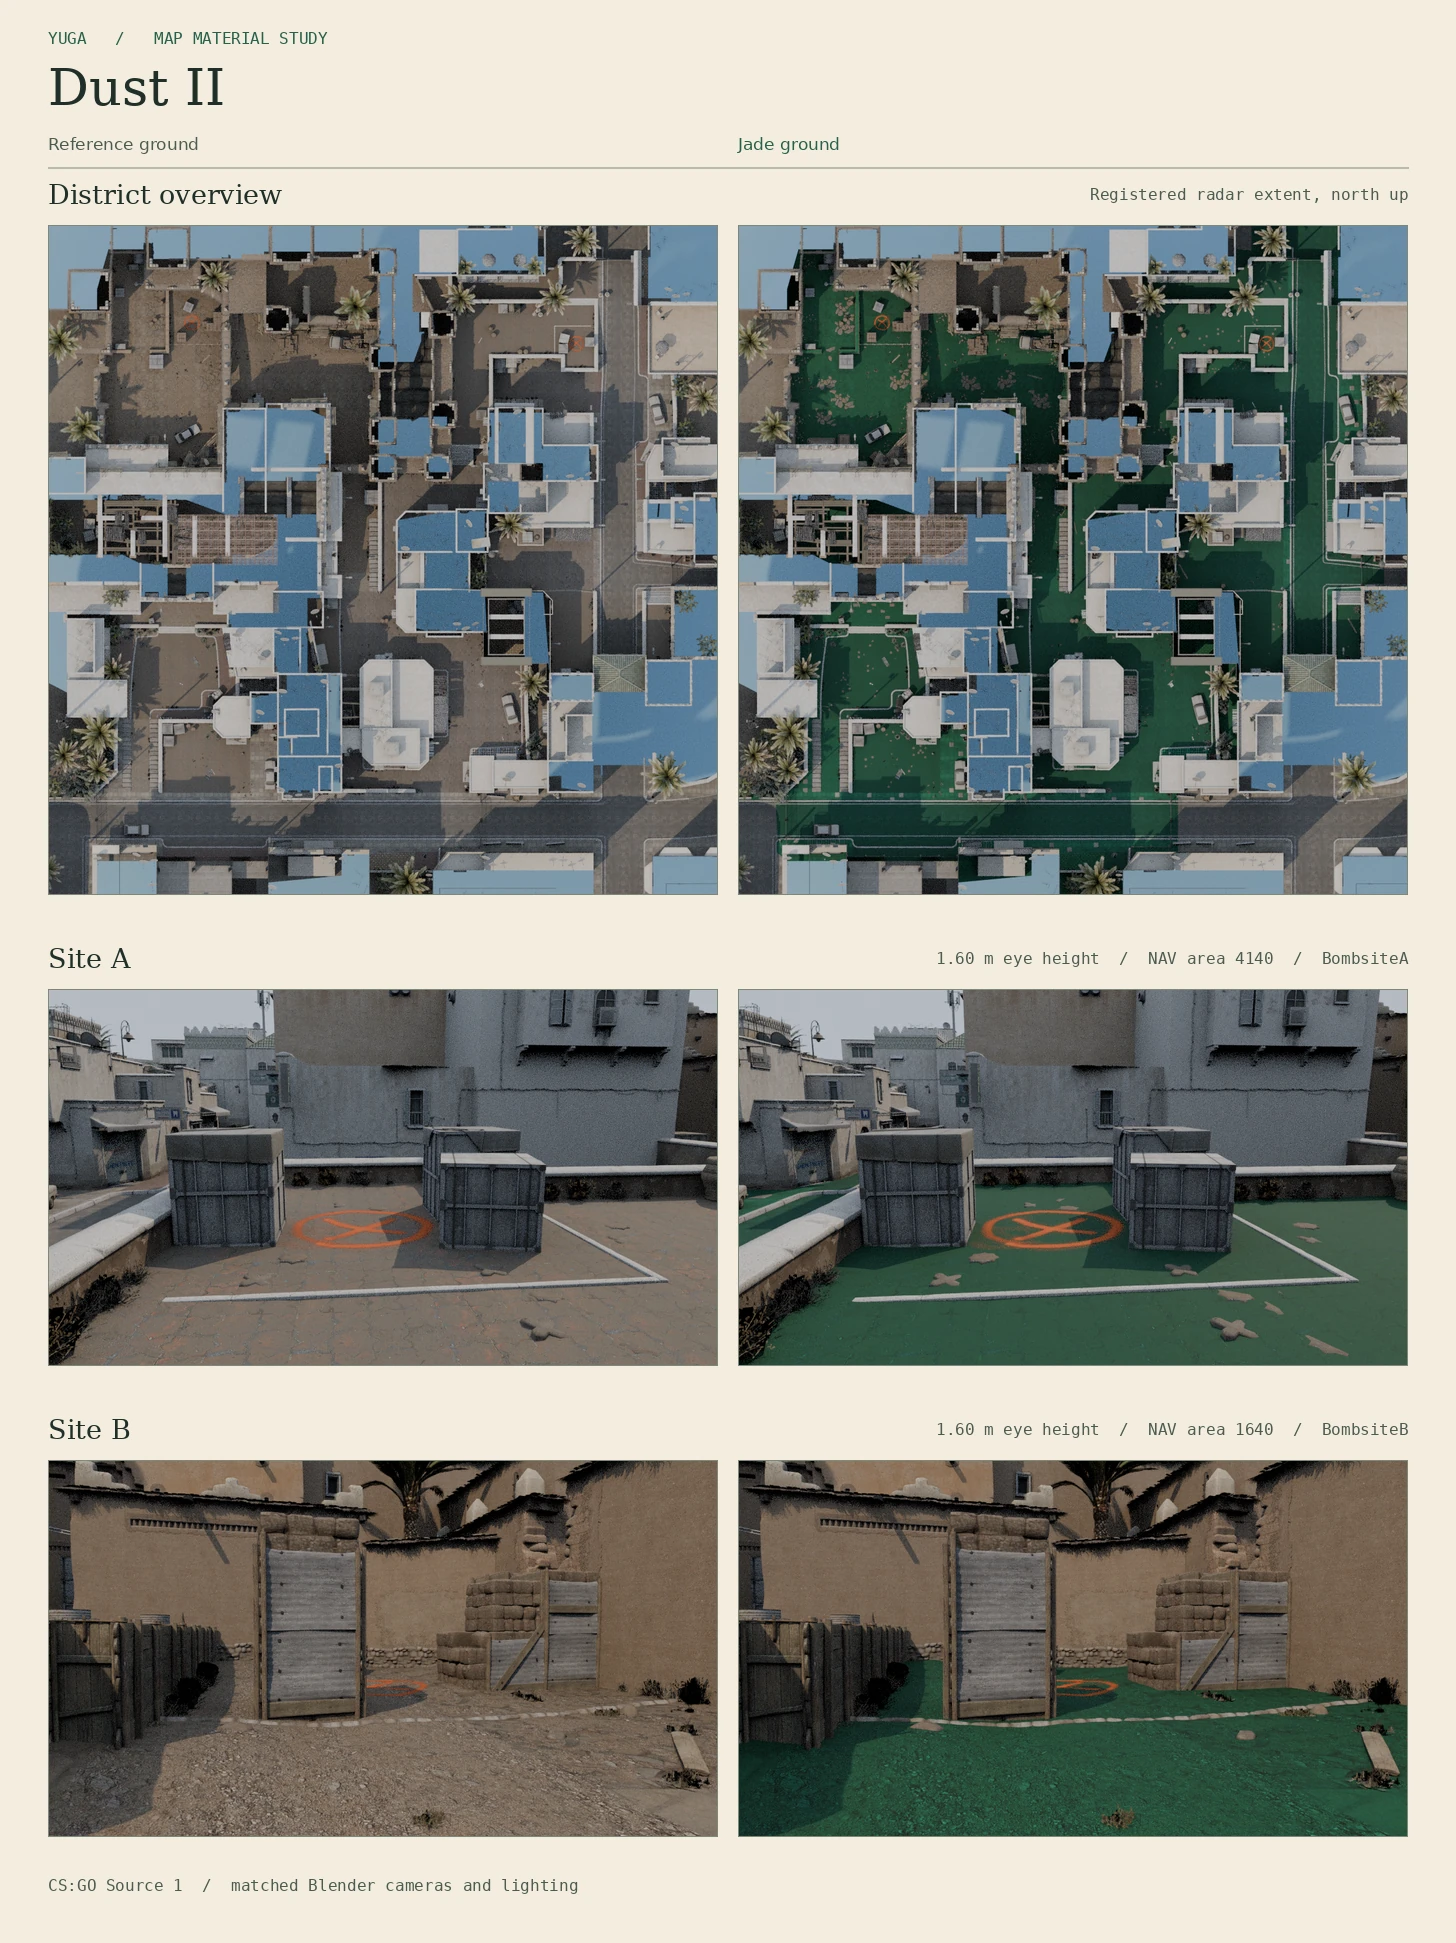 YUGA / MAP MATERIAL STUDY
Dust II
Reference ground
Jade ground
District overview
Registered radar extent, north up
Site A
1.60 m eye height / NAV area 4140 / BombsiteA
Site B
1.60 m eye height / NAV area 1640 / BombsiteB
CS:GO Source 1 / matched Blender cameras and lighting